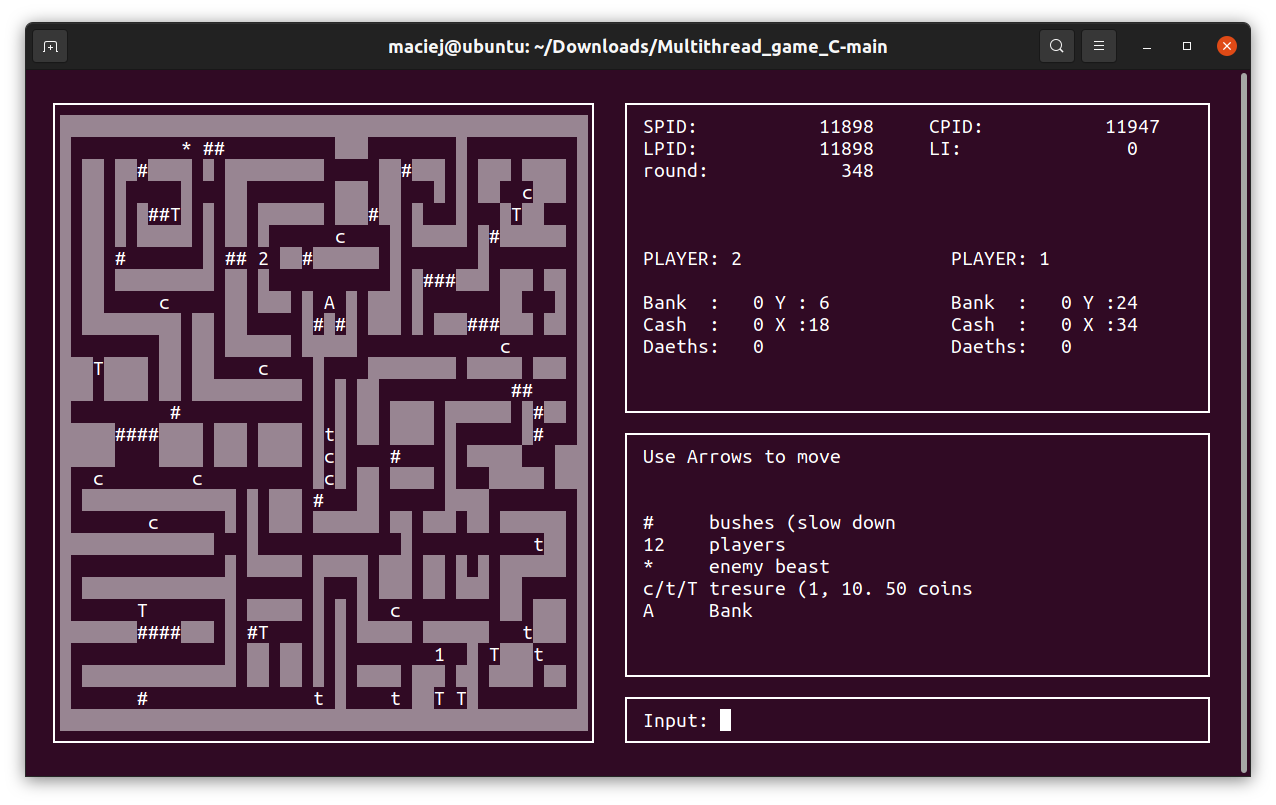 maciej@ubuntu: ~/Downloads/Multithread_game_C-main
* ##
# #
c
##T # T
c #
# ## 2 #
###
c A
# # ###
c
T c
##
# #
#### t #
c #
c c c
#
c
t
T c
#### #T t
1 T t
# t t T T
SPID: 11898 CPID: 11947
LPID: 11898 LI: 0
round: 348
PLAYER: 2 PLAYER: 1
Bank : 0 Y : 6 Bank : 0 Y :24
Cash : 0 X :18 Cash : 0 X :34
Daeths: 0 Daeths: 0
Use Arrows to move
# bushes (slow down
12 players
* enemy beast
c/t/T tresure (1, 10. 50 coins
A Bank
Input: